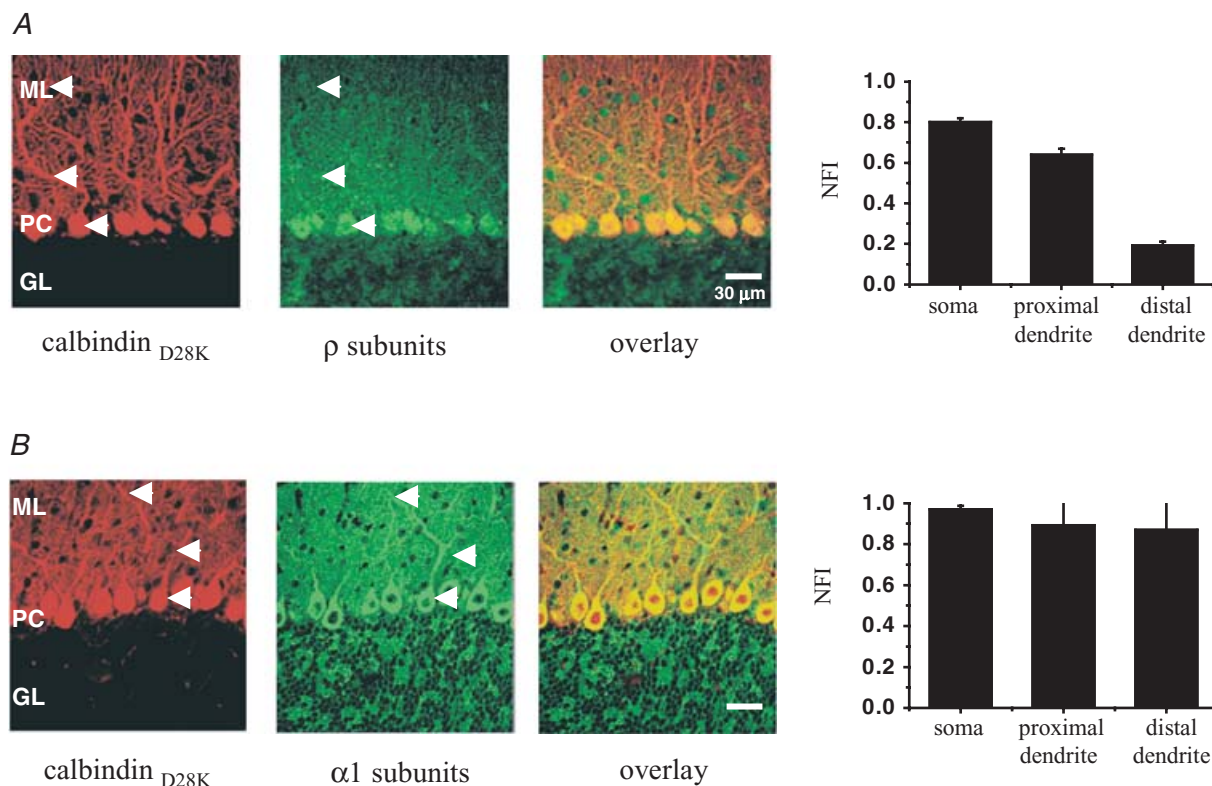 A
ML
PC
GL
30 μm
calbindin D28K
ρ subunits
overlay
NFI
1.0
0.8
0.6
0.4
0.2
0.0
soma
proximal
dendrite
distal
dendrite
B
ML
PC
GL
calbindin D28K
α1 subunits
overlay
NFI
1.0
0.8
0.6
0.4
0.2
0.0
soma
proximal
dendrite
distal
dendrite